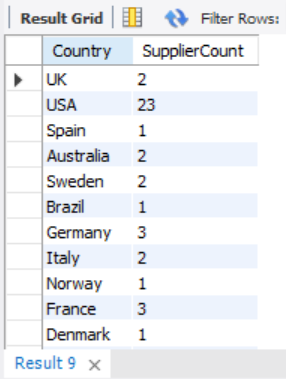 Result Grid Filter Rows:
Country SupplierCount
UK 2
USA 23
Spain 1
Australia 2
Sweden 2
Brazil 1
Germany 3
Italy 2
Norway 1
France 3
Denmark 1
Result 9 ×